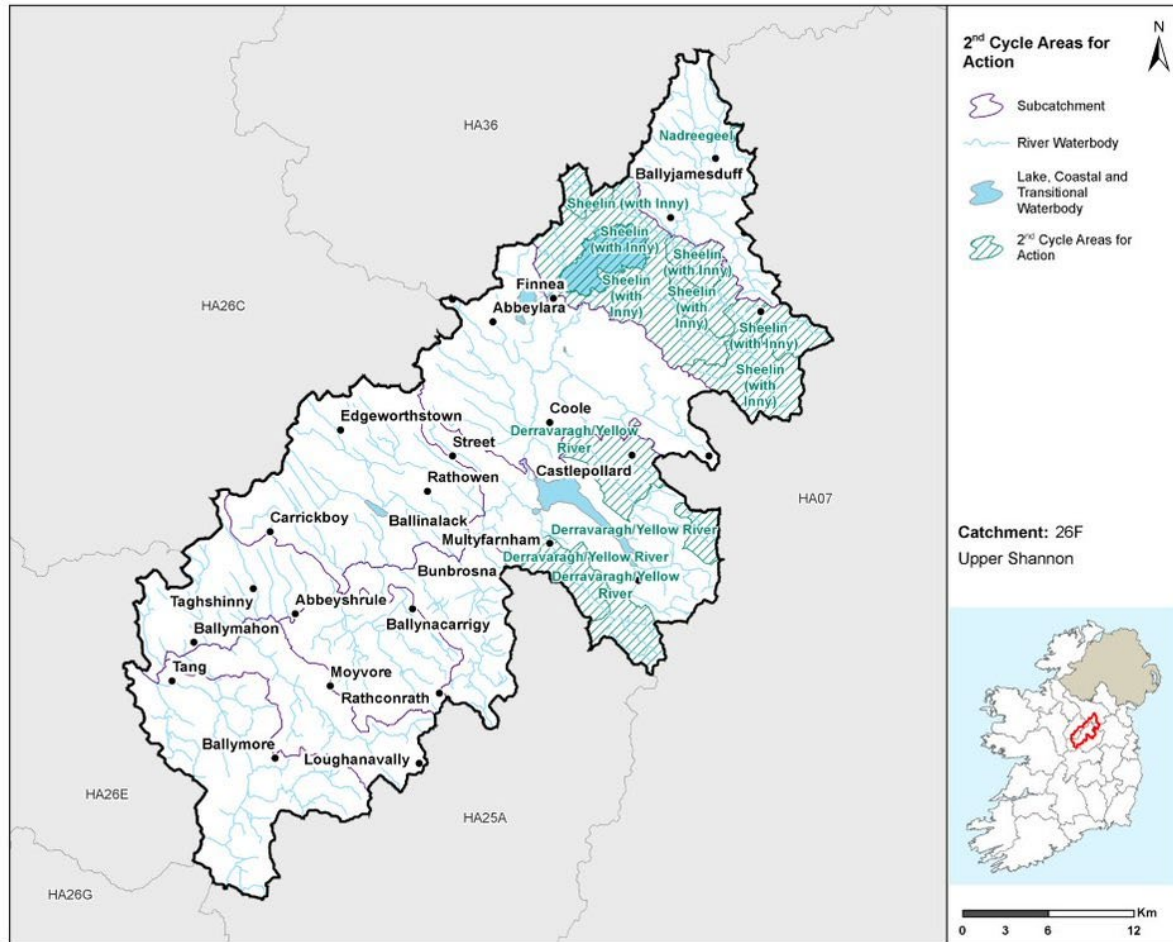 HA36
Nadreegeel
Ballyjamesduff
Sheelin (with Inny)
Sheelin
(with Inny)
Sheelin
(with Inny)
Sheelin
(with
Inny)
Sheelin
(with
Inny)
Sheelin
(with Inny)
Sheelin
(with
Inny)
Finnea
Abbeylara
HA26C
Coole
Derravaragh/Yellow
River
Edgeworthstown
Street
Castlepollard
Rathowen
HA07
Carrickboy
Ballinalack
Multyfarnham
Derravaragh/Yellow River
Derravaragh/Yellow River
Bunbrosna
Derravaragh/Yellow
River
Taghshinny
Abbeyshrule
Ballynacarrigy
Ballymahon
Tang
Moyvore
Rathconrath
Ballymore
Loughanavally
HA26E
HA25A
HA26G
2nd Cycle Areas for
Action
N
Subcatchment
River Waterbody
Lake, Coastal and
Transitional
Waterbody
2nd Cycle Areas for
Action
Catchment: 26F
Upper Shannon
Km
0 3 6 12